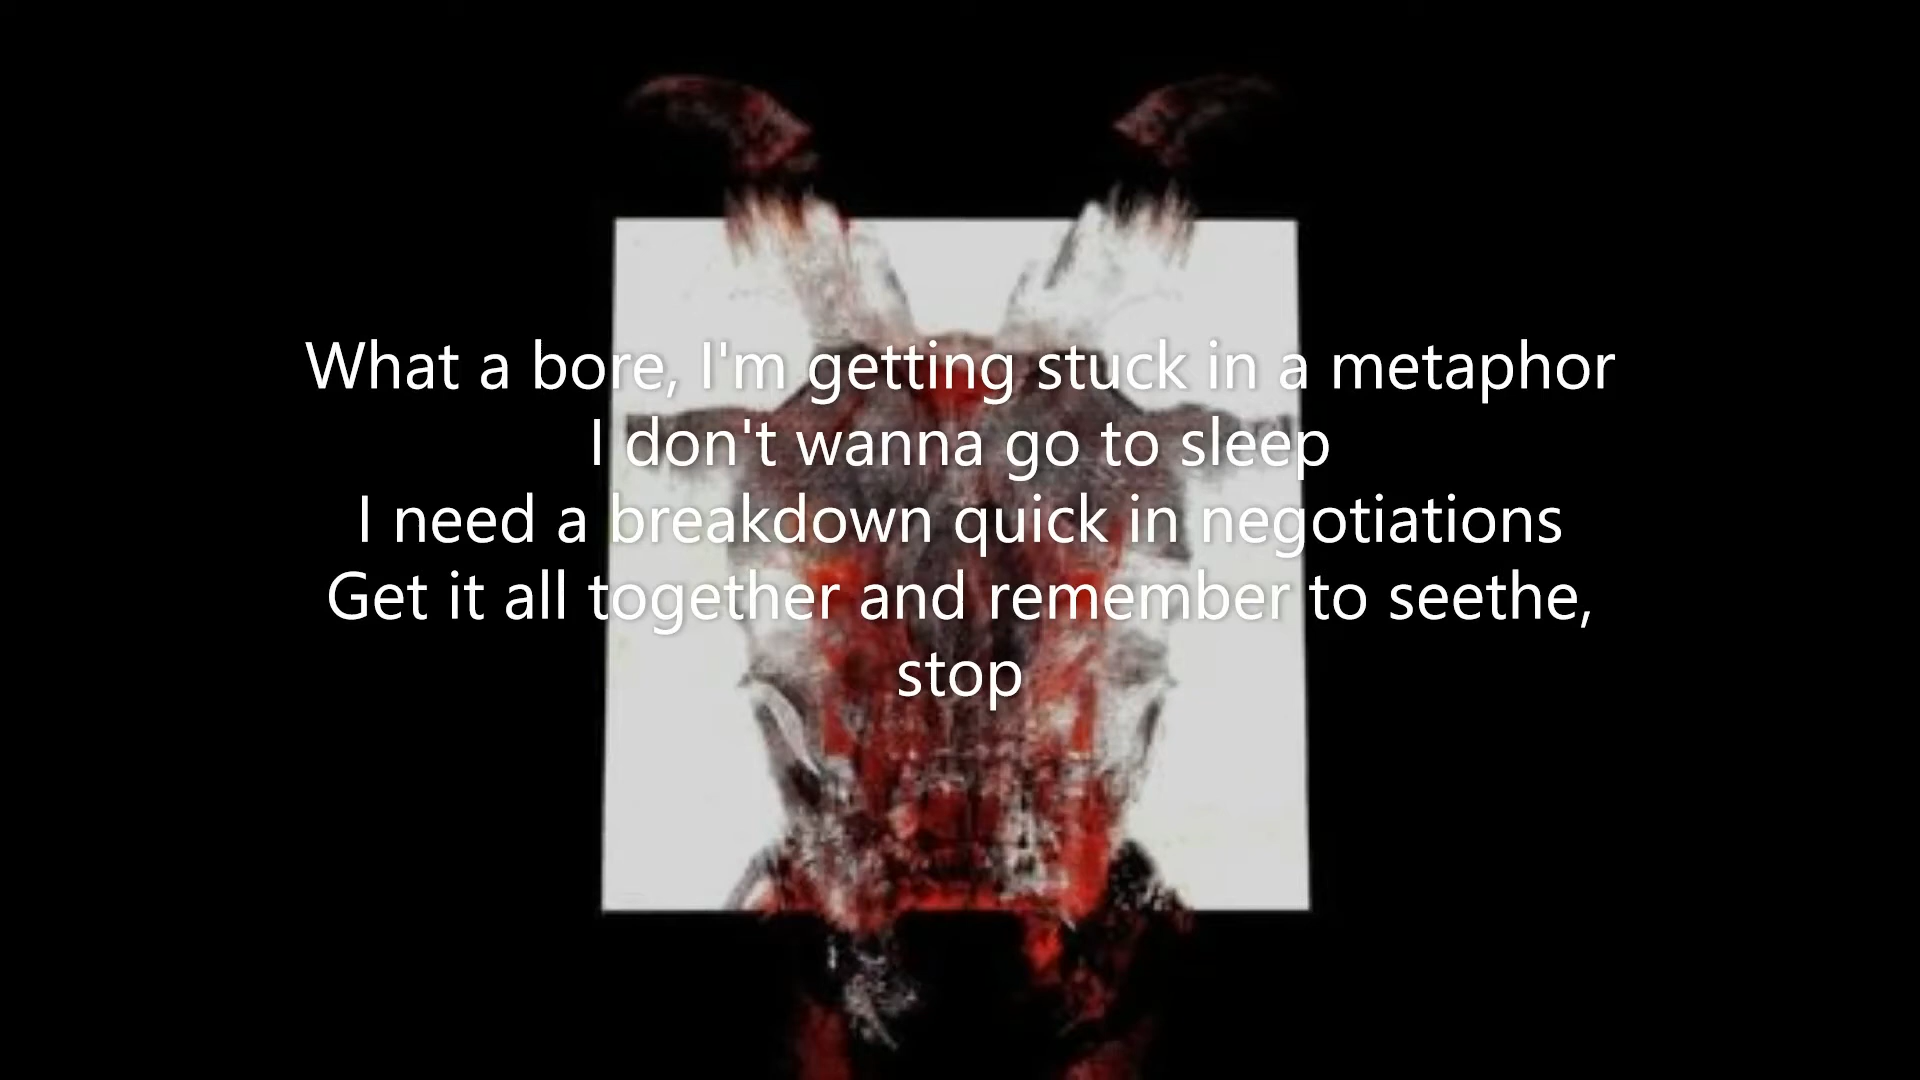 What a bore, I'm getting stuck in a metaphor
I don't wanna go to sleep
I need a breakdown quick in negotiations
Get it all together and remember to seethe,
stop